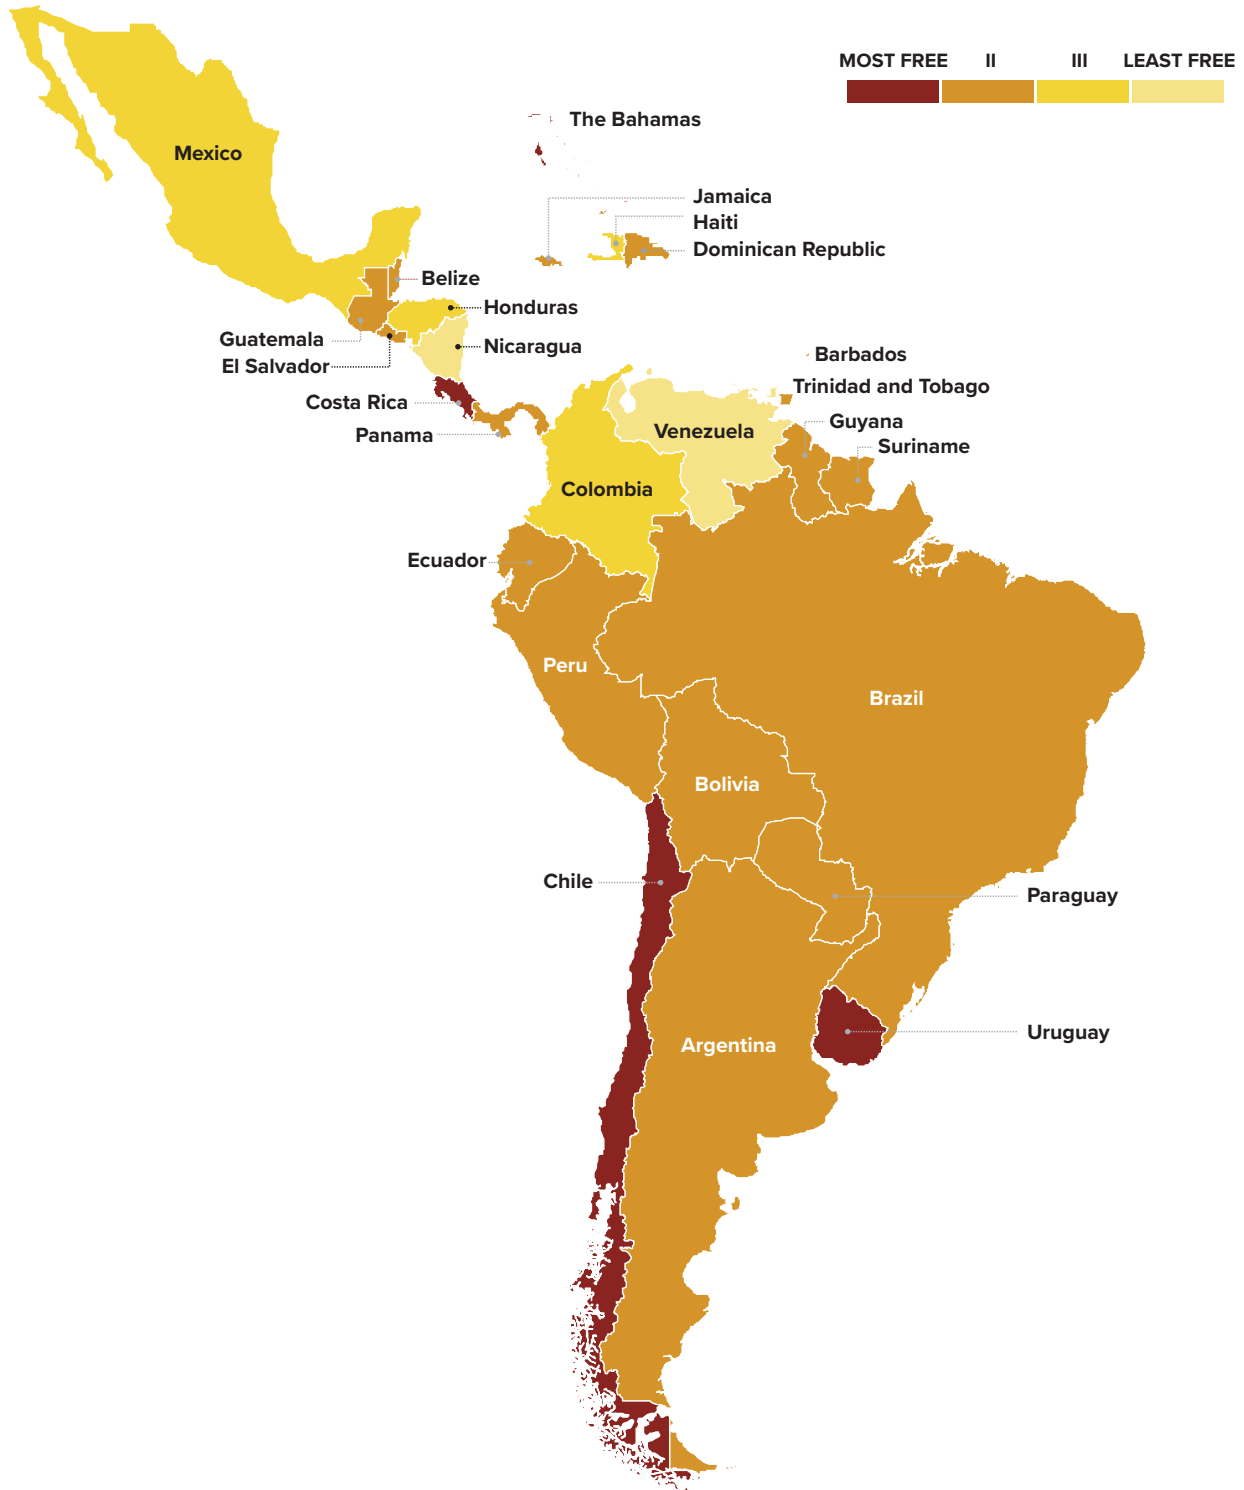 MOST FREE II III LEAST FREE
The Bahamas
Mexico
Jamaica
Haiti
Dominican Republic
Belize
Honduras
Guatemala
Nicaragua
El Salvador
Barbados
Trinidad and Tobago
Costa Rica
Guyana
Panama
Venezuela
Suriname
Colombia
Ecuador
Peru
Brazil
Bolivia
Chile
Paraguay
Uruguay
Argentina